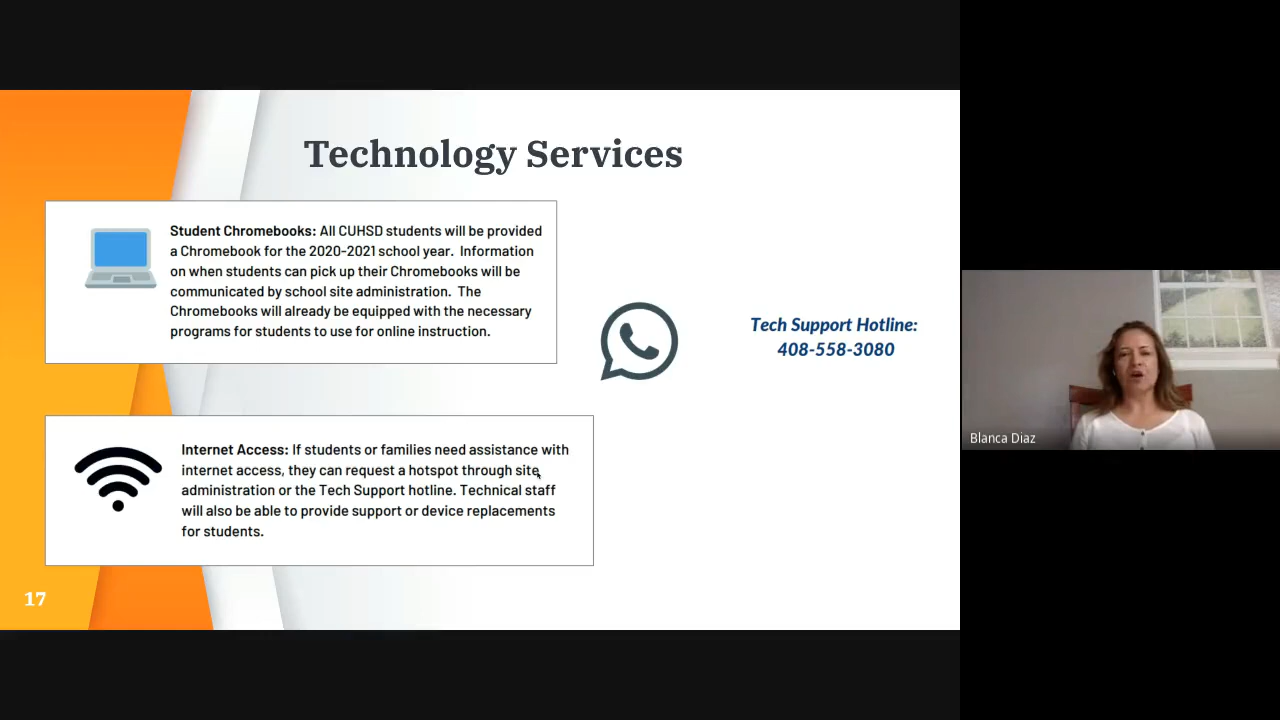 Technology Services
Student Chromebooks: All CUHSD students will be provided
a Chromebook for the 2020-2021 school year.  Information
on when students can pick up their Chromebooks will be
communicated by school site administration.  The
Chromebooks will already be equipped with the necessary
programs for students to use for online instruction.
Tech Support Hotline:
408-558-3080
Internet Access: If students or families need assistance with
internet access, they can request a hotspot through site
administration or the Tech Support hotline. Technical staff
will also be able to provide support or device replacements
for students.
17
Blanca Diaz